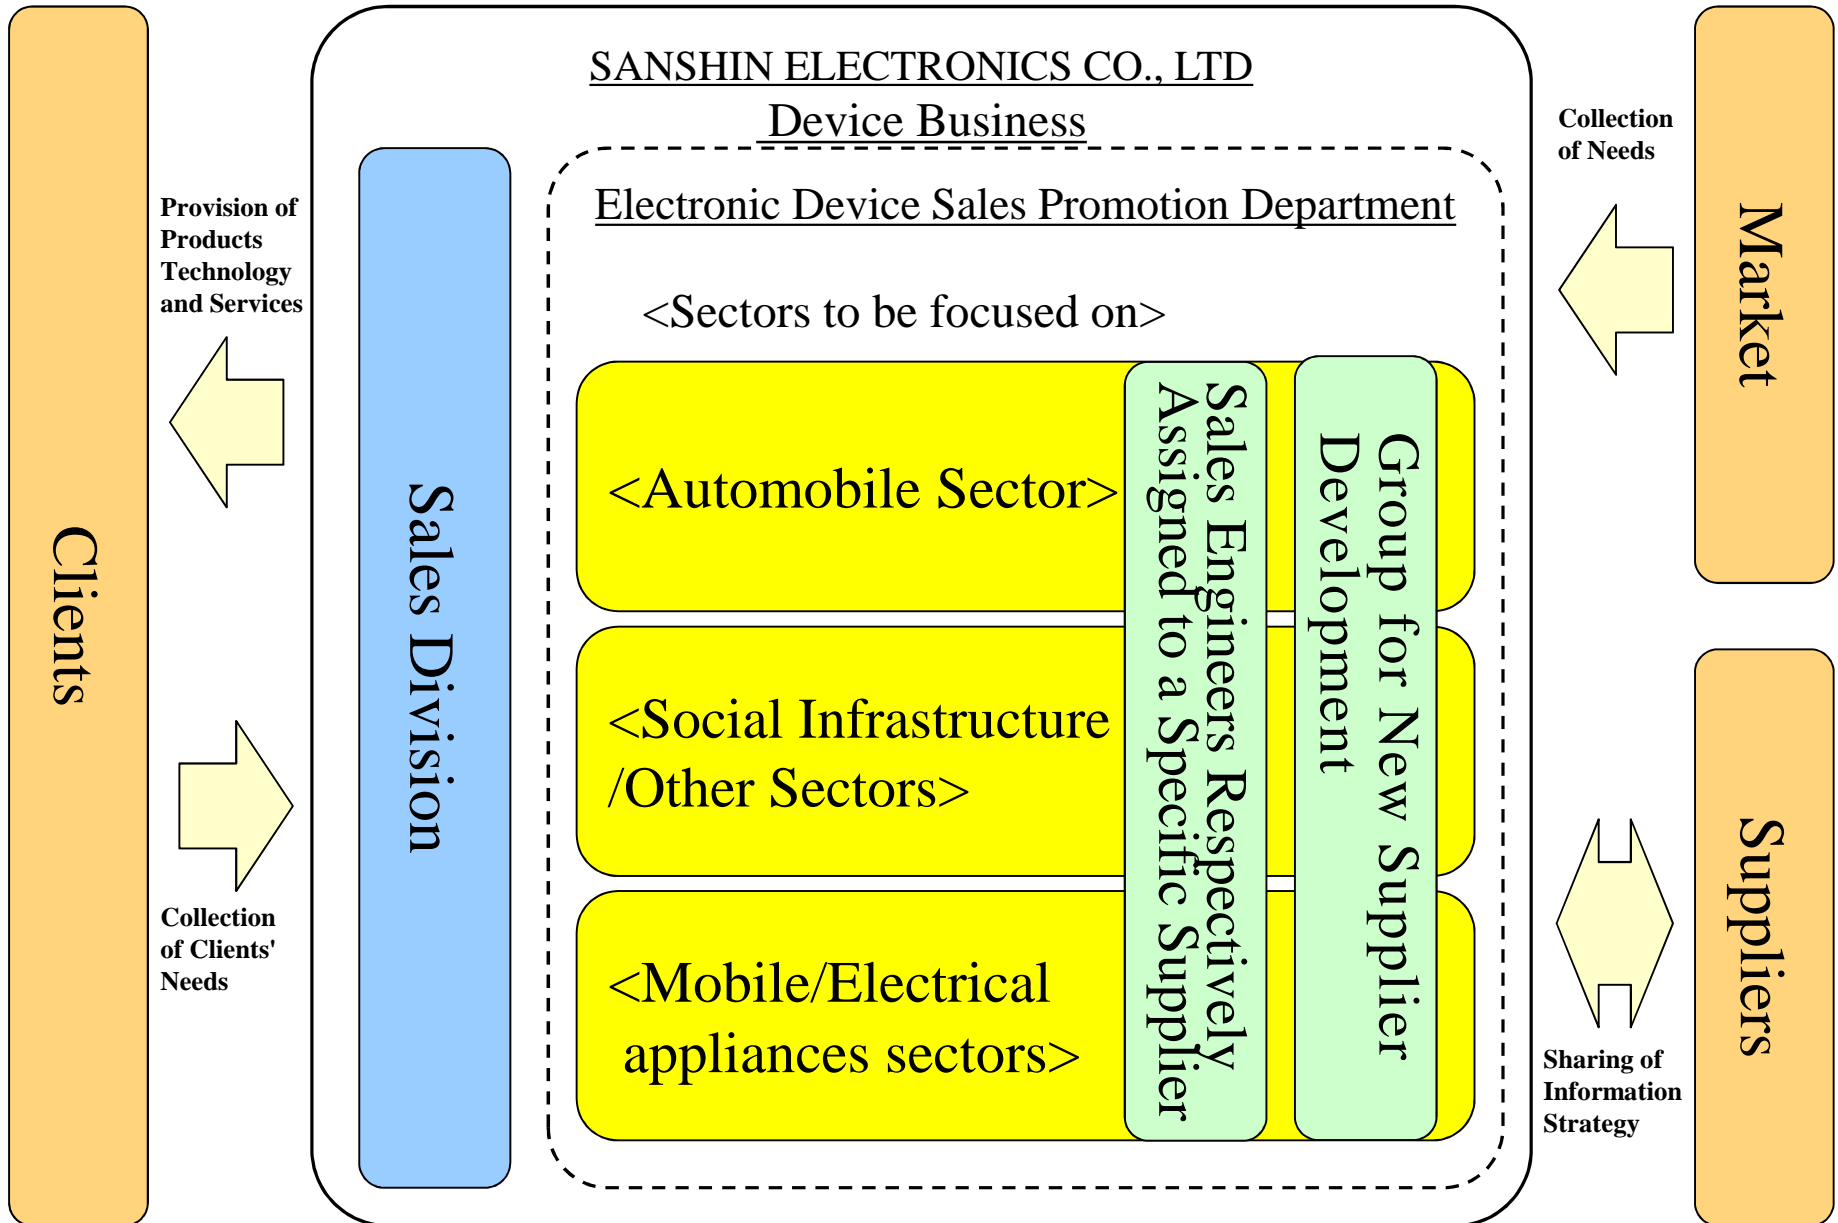 SANSHIN ELECTRONICS CO., LTD
Device Business
Electronic Device Sales Promotion Department
<Sectors to be focused on>
Clients
Provision of
Products
Technology
and Services
Collection
of Clients'
Needs
Sales Division
<Automobile Sector>
<Social Infrastructure
/Other Sectors>
<Mobile/Electrical
appliances sectors>
Sales Engineers Respectively
Assigned to a Specific Supplier
Group for New Supplier
Development
Collection
of Needs
Market
Sharing of
Information
Strategy
Suppliers